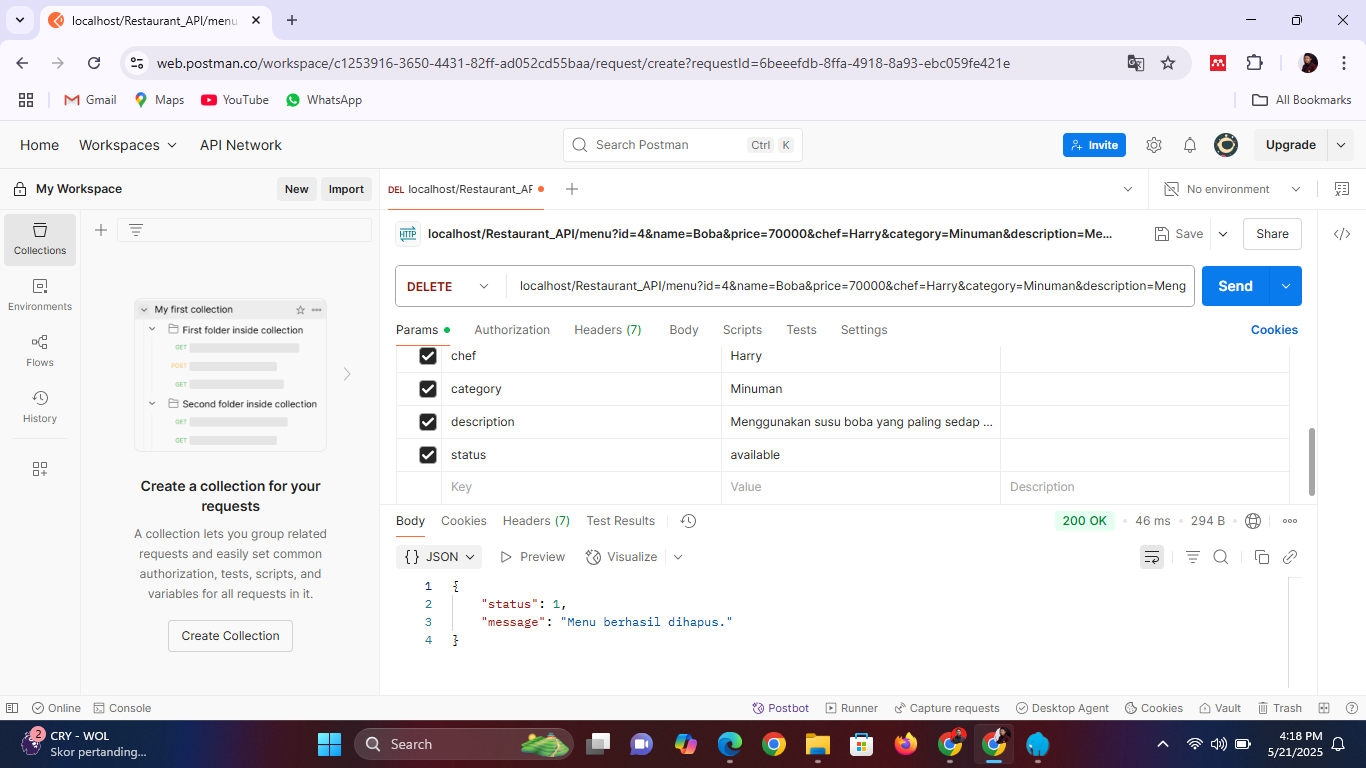 localhost/Restaurant_API/menu
web.postman.co/workspace/c1253916-3650-4431-82ff-ad052cd55baa/request/create?requestId=6beeefdb-8ffa-4918-8a93-ebc059fe421e
Gmail Maps YouTube WhatsApp All Bookmarks
Home Workspaces API Network Search Postman Ctrl K Invite Upgrade
My Workspace New Import DEL localhost/Restaurant_AF No environment
Collections
Environments
Flows
History
My first collection
First folder inside collection
GET
POST
GET
Second folder inside collection
GET
GET
Create a collection for your
requests
A collection lets you group related
requests and easily set common
authorization, tests, scripts, and
variables for all requests in it.
Create Collection
HTTP localhost/Restaurant_API/menu?id=4&name=Boba&price=70000&chef=Harry&category=Minuman&description=Me... Save Share
DELETE localhost/Restaurant_API/menu?id=4&name=Boba&price=70000&chef=Harry&category=Minuman&description=Meng Send
Params Authorization Headers (7) Body Scripts Tests Settings Cookies
chef Harry
category Minuman
description Menggunakan susu boba yang paling sedap ...
status available
Key Value Description
Body Cookies Headers (7) Test Results 200 OK • 46 ms • 294 B
{} JSON Preview Visualize
1 {
2 "status": 1,
3 "message": "Menu berhasil dihapus."
4 }
Online Console Postbot Runner Capture requests Desktop Agent Cookies Vault Trash
2 CRY - WOL
Skor pertanding...
Search
4:18 PM
5/21/2025